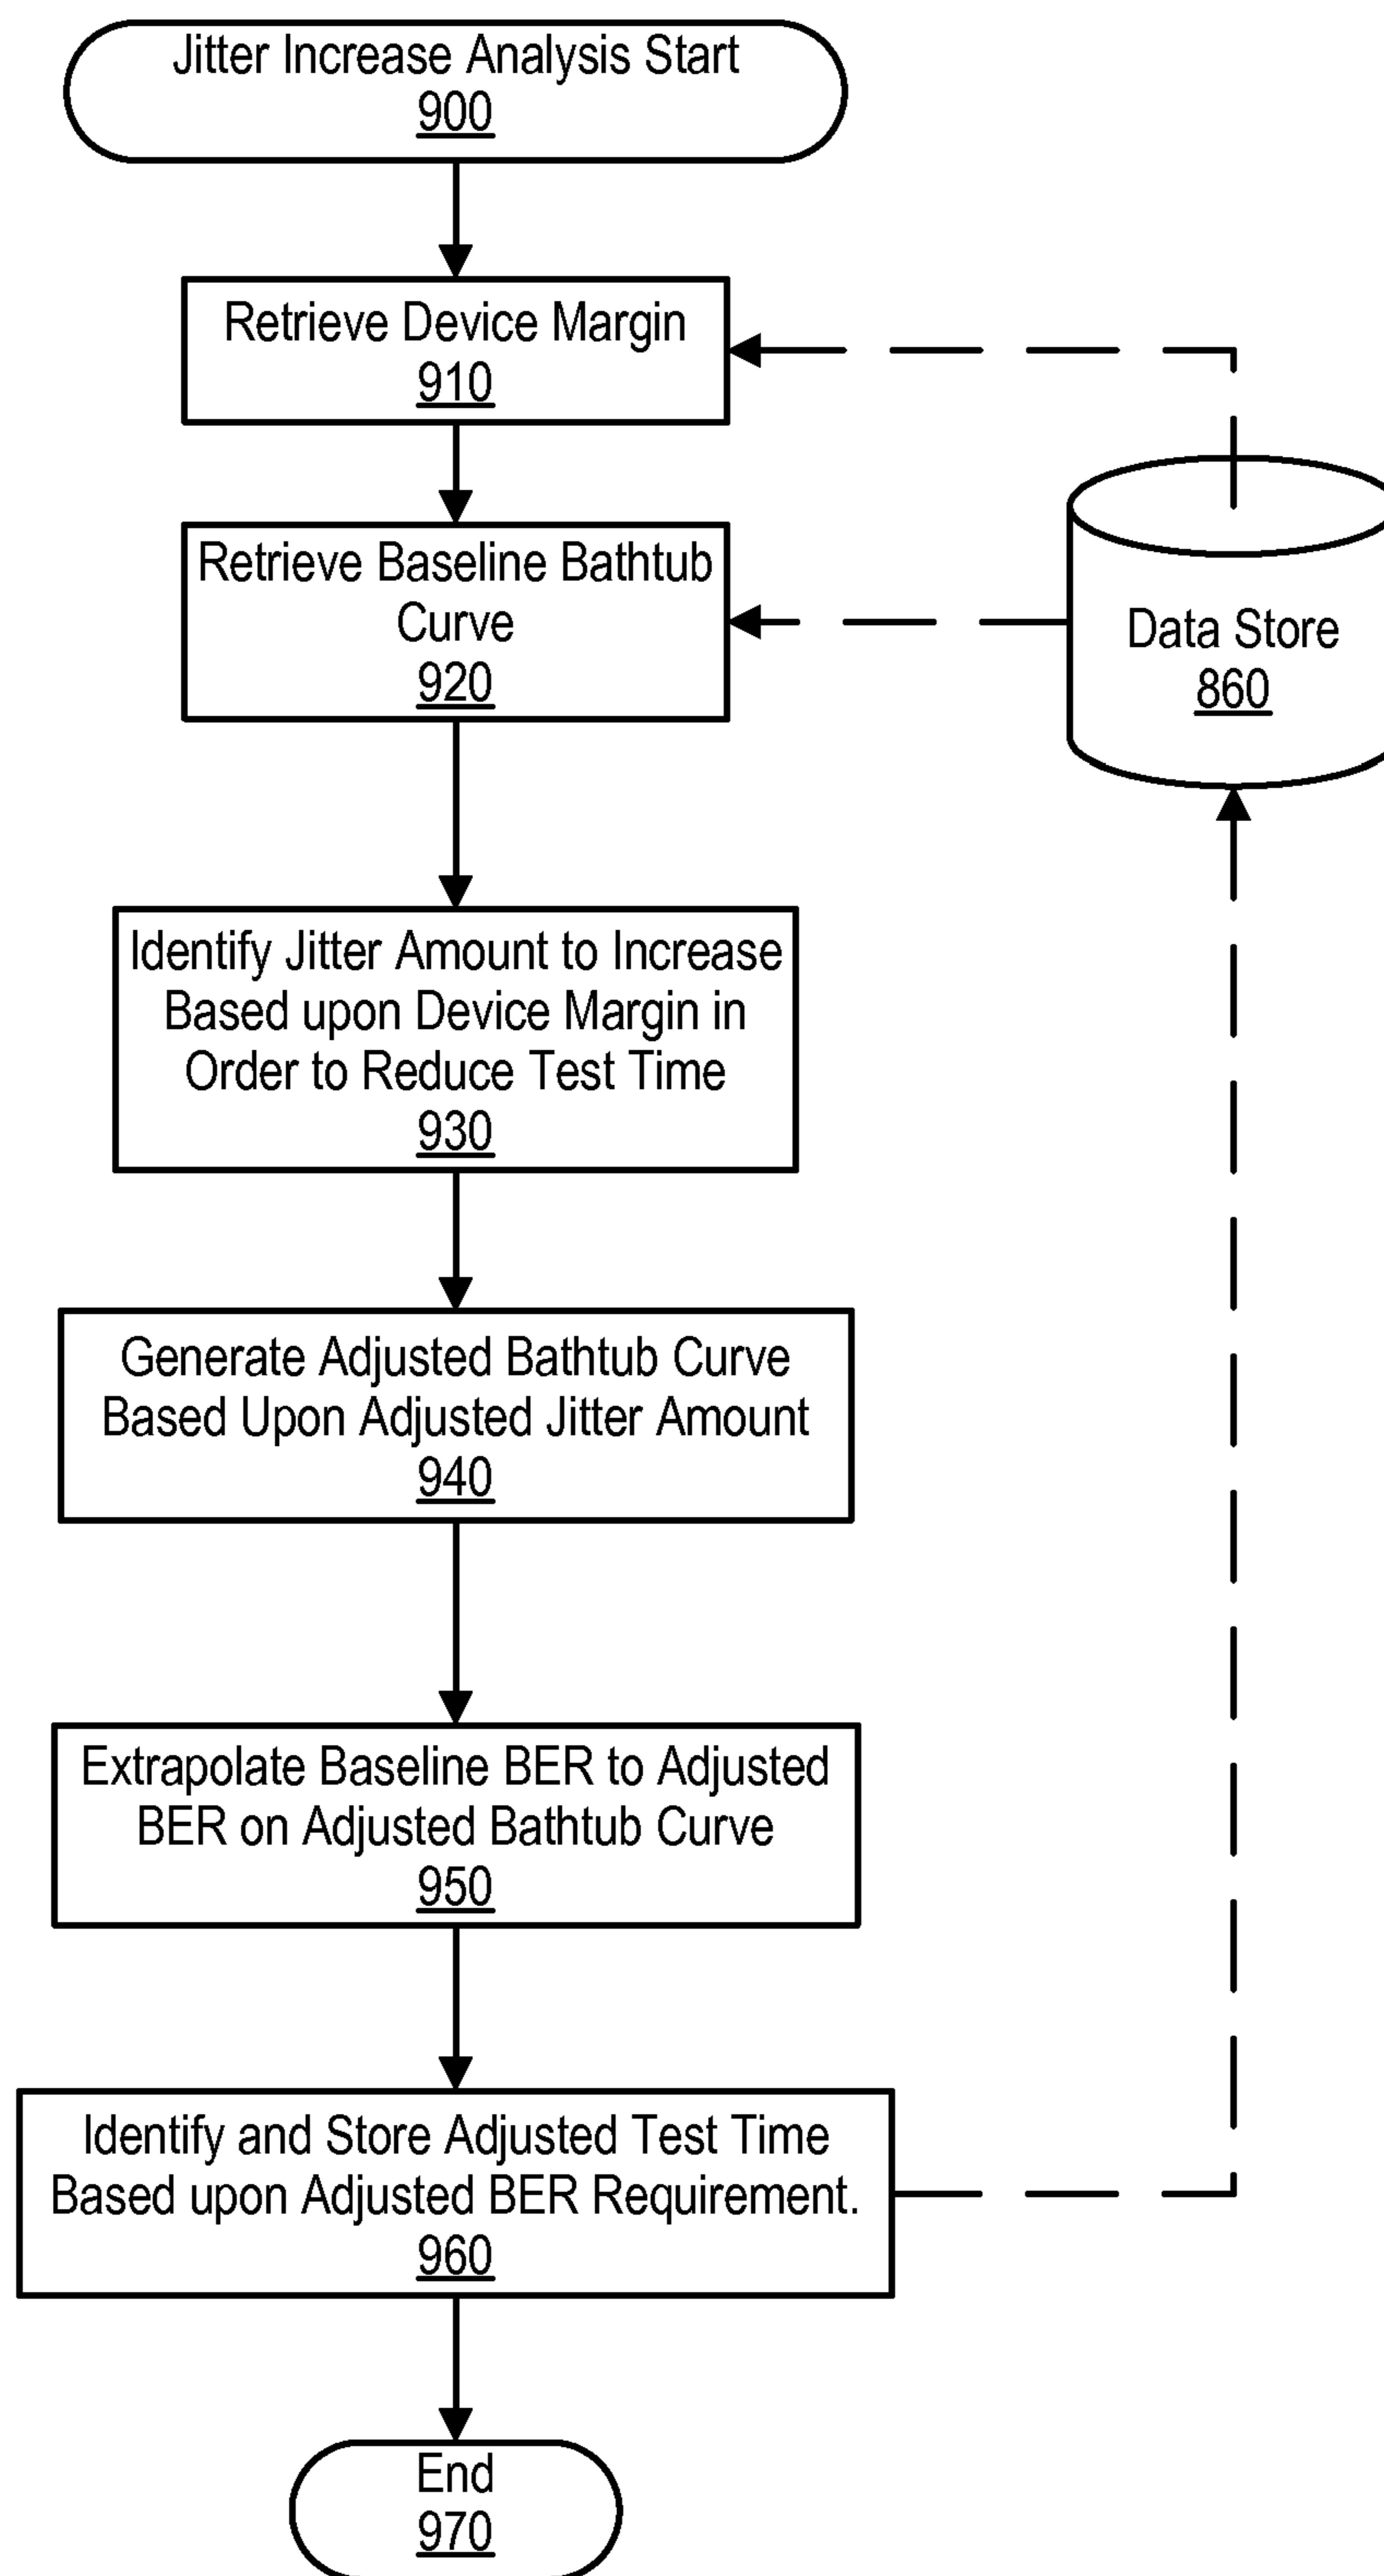 Jitter Increase Analysis Start
900
Retrieve Device Margin
910
Retrieve Baseline Bathtub
Curve
920
Data Store
860
Identify Jitter Amount to Increase
Based upon Device Margin in
Order to Reduce Test Time
930
Generate Adjusted Bathtub Curve
Based Upon Adjusted Jitter Amount
940
Extrapolate Baseline BER to Adjusted
BER on Adjusted Bathtub Curve
950
Identify and Store Adjusted Test Time
Based upon Adjusted BER Requirement.
960
End
970